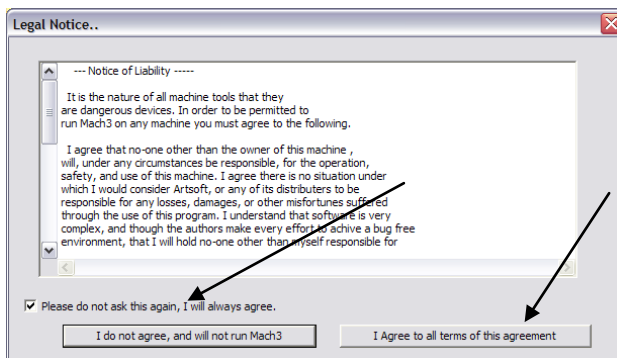 Legal Notice..
--- Notice of Liability -----
It is the nature of all machine tools that they
are dangerous devices. In order to be permitted to
run Mach3 on any machine you must agree to the following.
I agree that no-one other than the owner of this machine ,
will, under any circumstances be responsible, for the operation,
safety, and use of this machine. I agree there is no situation under
which I would consider Artsoft, or any of its distributers to be
responsible for any losses, damages, or other misfortunes suffered
through the use of this program. I understand that software is very
complex, and though the authors make every effort to achive a bug free
environment, that I will hold no-one other than myself responsible for
Please do not ask this again, I will always agree.
I do not agree, and will not run Mach3
I Agree to all terms of this agreement